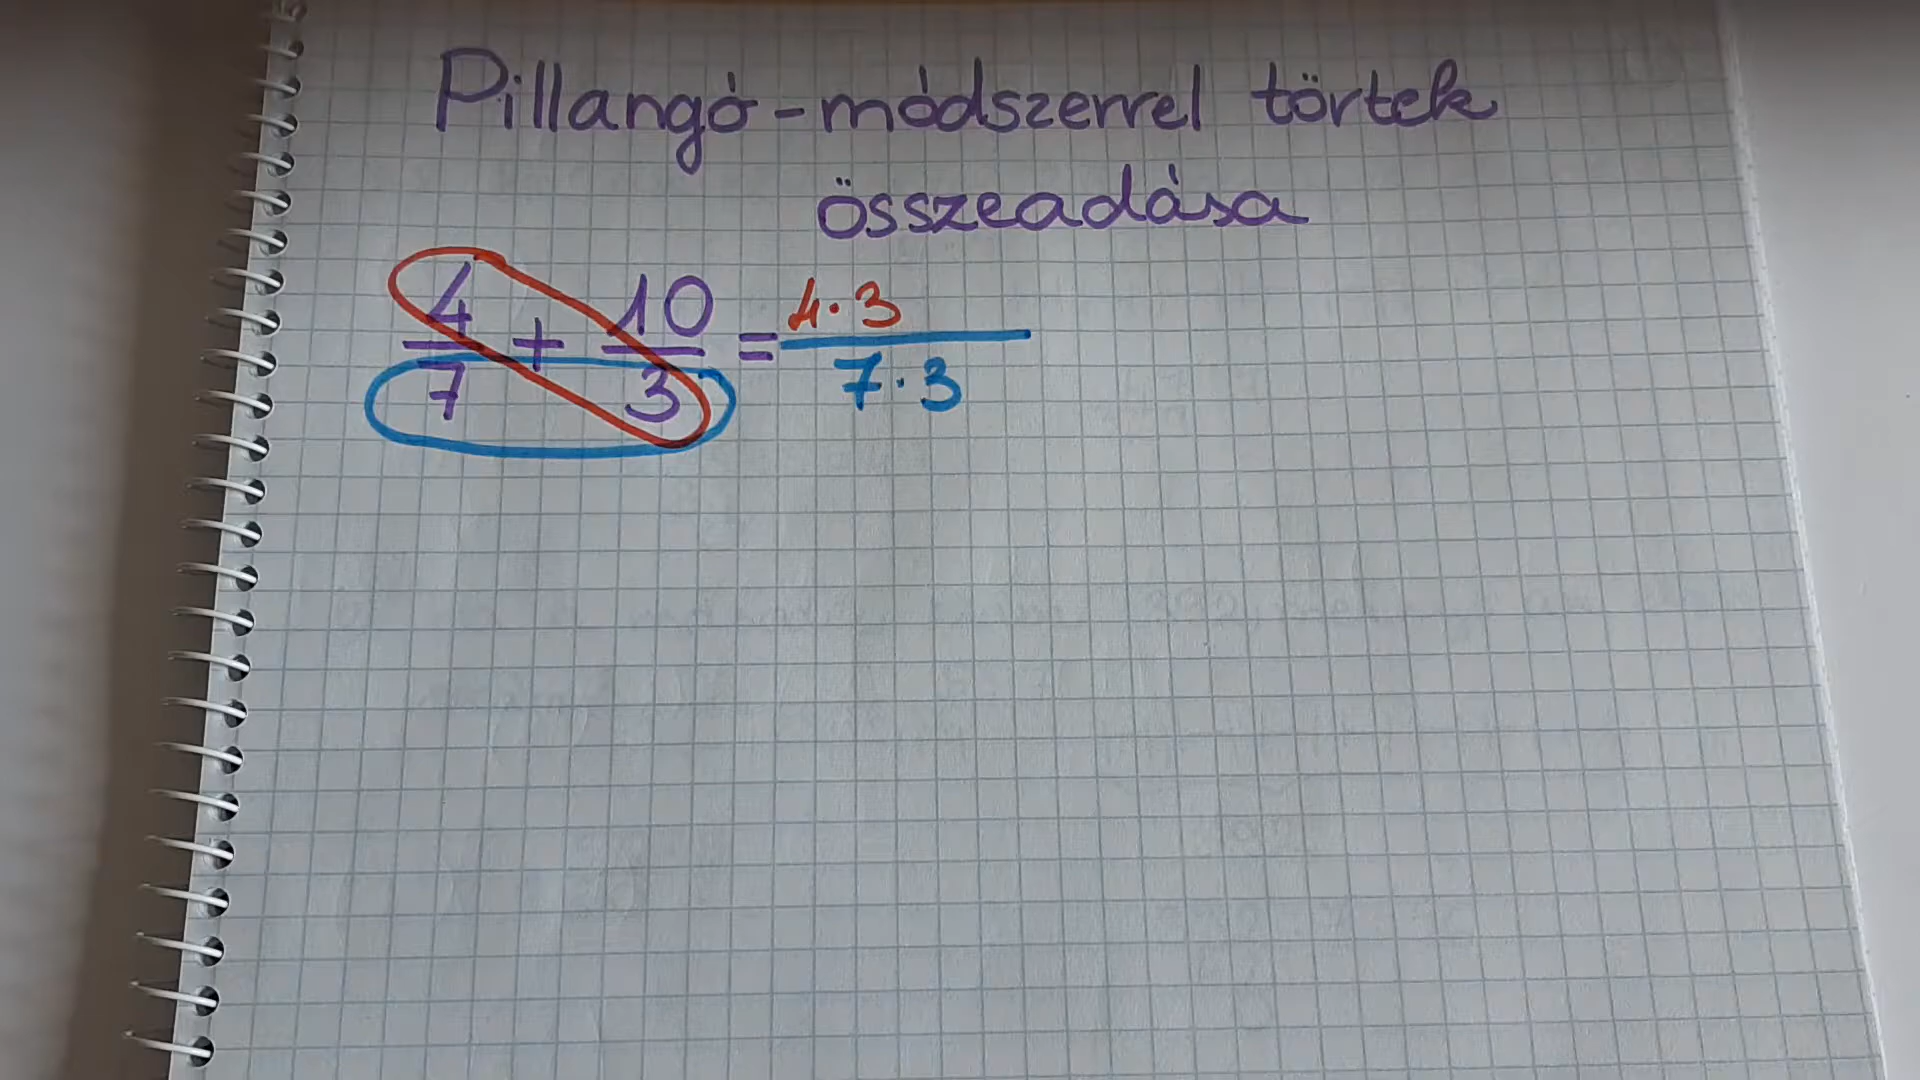 Pillangó-módszerrel törtek
összeadása
4/7 + 10/3 = 4·3/7·3